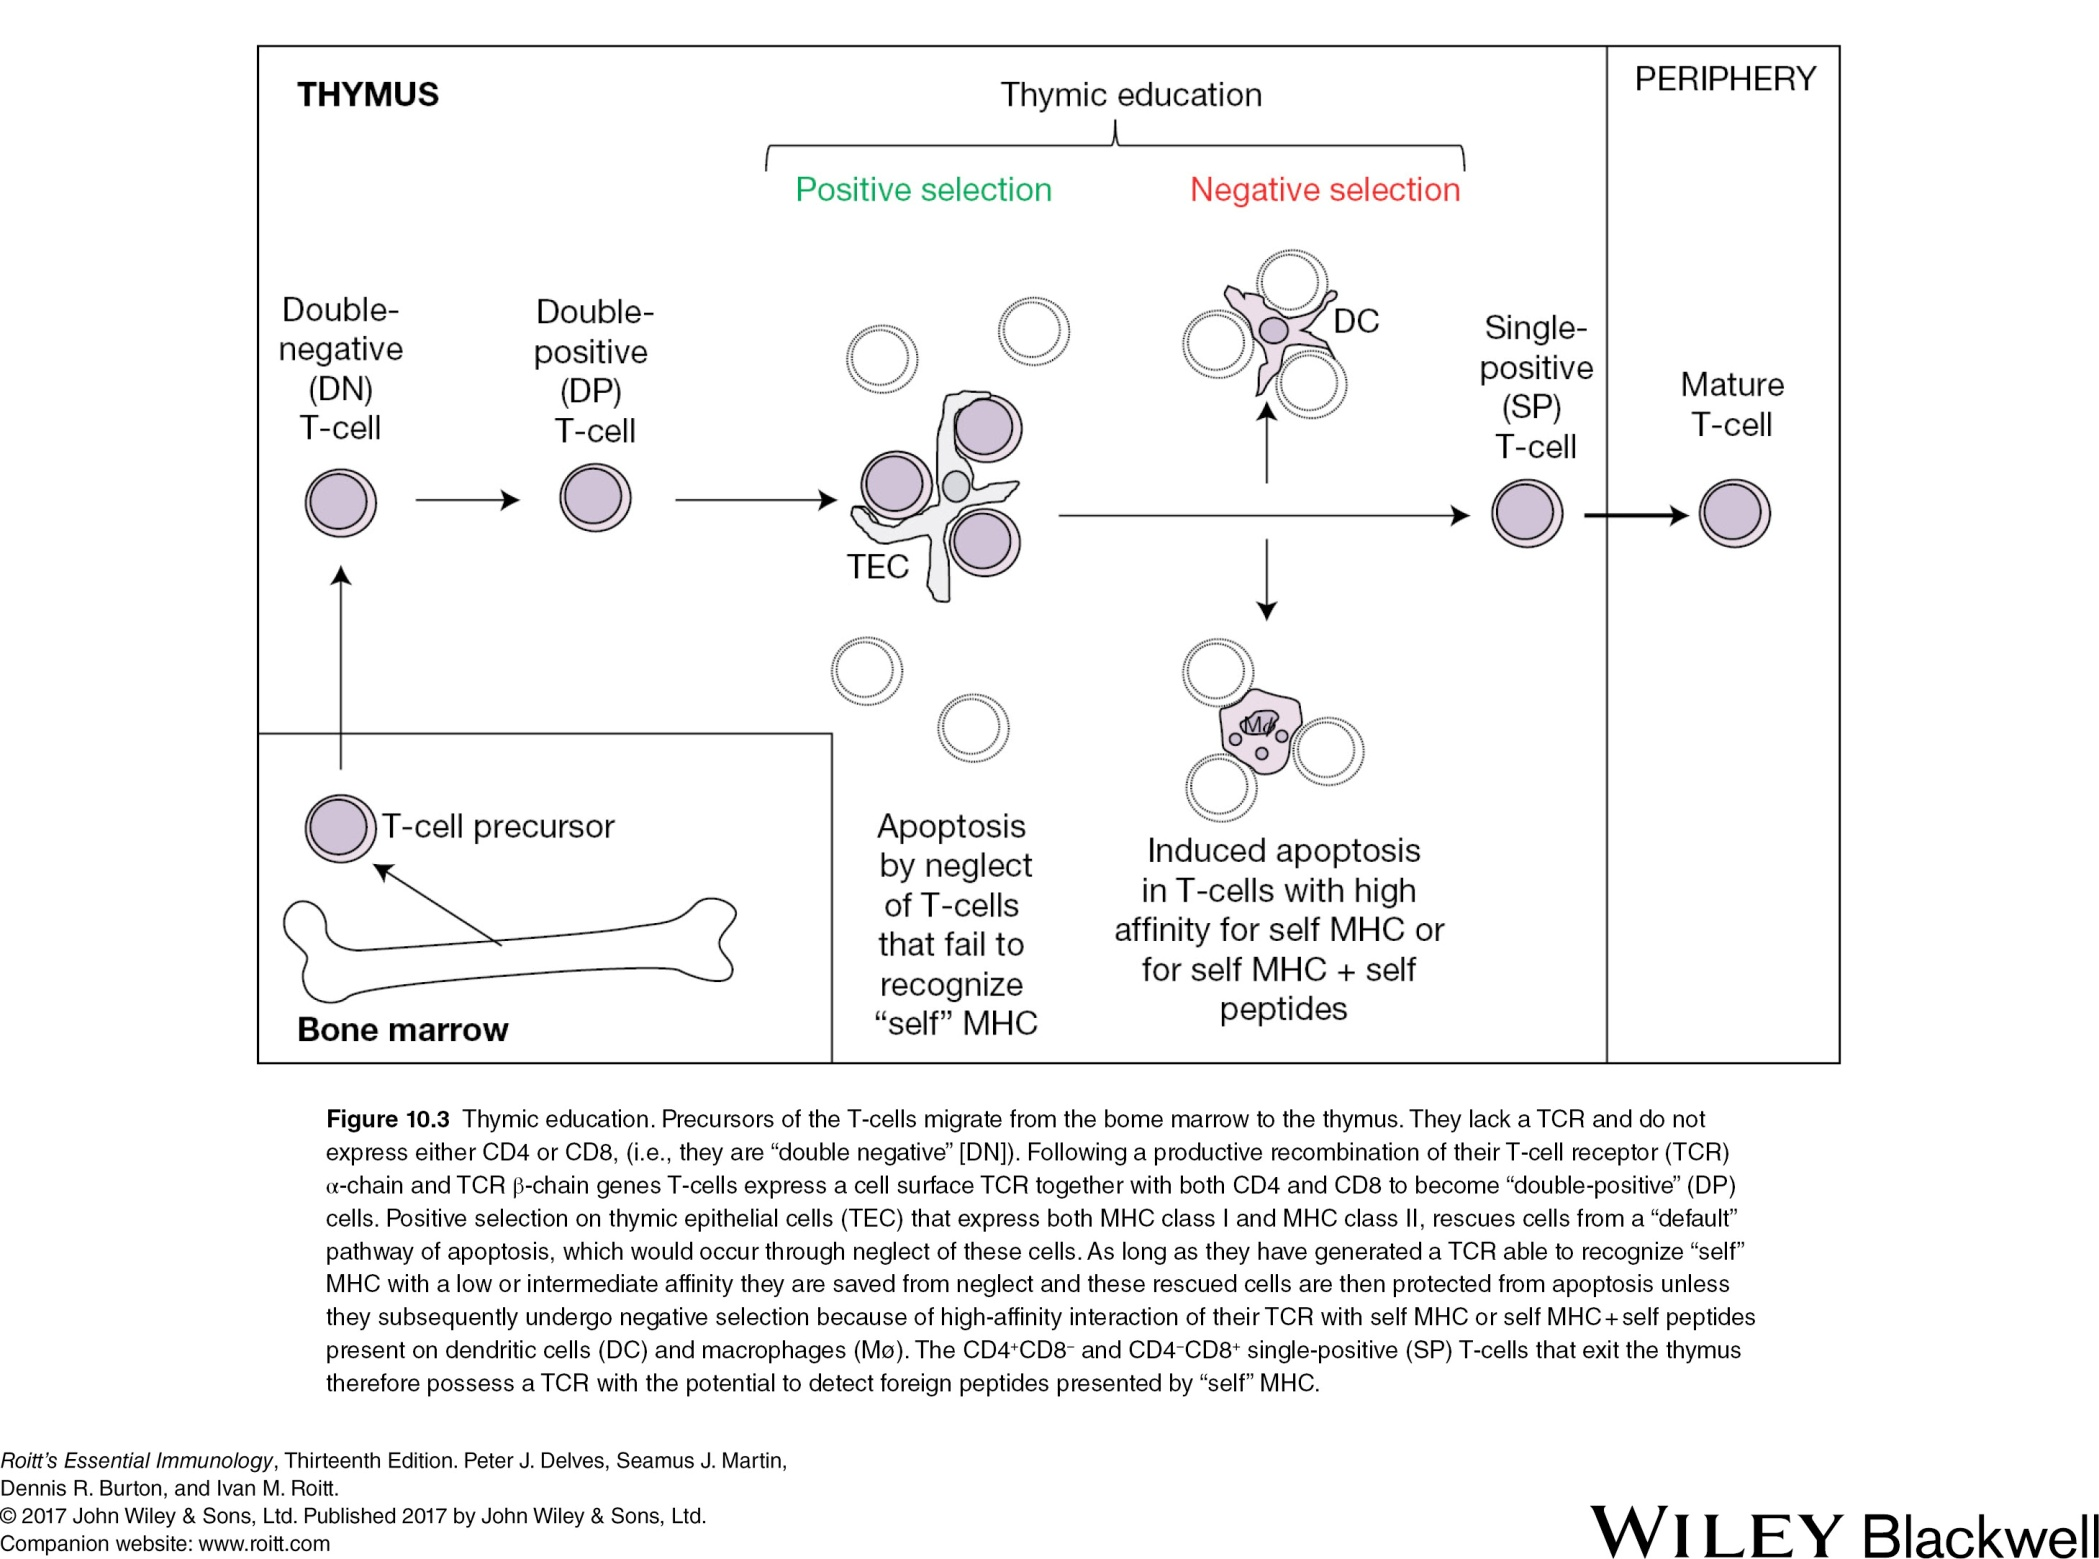 THYMUS
Thymic education
PERIPHERY
Positive selection
Negative selection
Double-
negative
(DN)
T-cell
Double-
positive
(DP)
T-cell
DC
Single-
positive
(SP)
T-cell
Mature
T-cell
TEC
Mø
T-cell precursor
Bone marrow
Apoptosis
by neglect
of T-cells
that fail to
recognize
“self” MHC
Induced apoptosis
in T-cells with high
affinity for self MHC or
for self MHC + self
peptides
Figure 10.3 Thymic education. Precursors of the T-cells migrate from the bome marrow to the thymus. They lack a TCR and do not
express either CD4 or CD8, (i.e., they are “double negative” [DN]). Following a productive recombination of their T-cell receptor (TCR)
α-chain and TCR β-chain genes T-cells express a cell surface TCR together with both CD4 and CD8 to become “double-positive” (DP)
cells. Positive selection on thymic epithelial cells (TEC) that express both MHC class I and MHC class II, rescues cells from a “default”
pathway of apoptosis, which would occur through neglect of these cells. As long as they have generated a TCR able to recognize “self”
MHC with a low or intermediate affinity they are saved from neglect and these rescued cells are then protected from apoptosis unless
they subsequently undergo negative selection because of high-affinity interaction of their TCR with self MHC or self MHC + self peptides
present on dendritic cells (DC) and macrophages (Mø). The CD4⁺CD8⁻ and CD4⁻CD8⁺ single-positive (SP) T-cells that exit the thymus
therefore possess a TCR with the potential to detect foreign peptides presented by “self” MHC.
Roitt’s Essential Immunology, Thirteenth Edition. Peter J. Delves, Seamus J. Martin,
Dennis R. Burton, and Ivan M. Roitt.
© 2017 John Wiley & Sons, Ltd. Published 2017 by John Wiley & Sons, Ltd.
Companion website: www.roitt.com
WILEY Blackwell